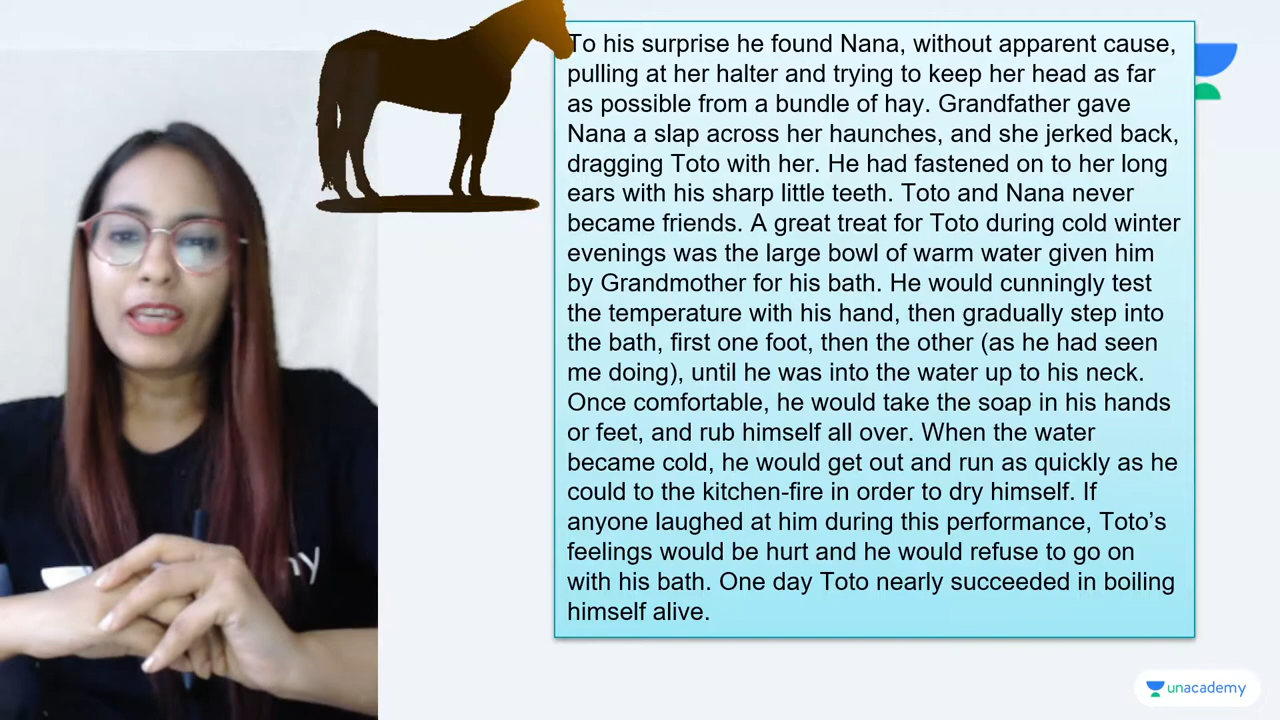 To his surprise he found Nana, without apparent cause,
pulling at her halter and trying to keep her head as far
as possible from a bundle of hay. Grandfather gave
Nana a slap across her haunches, and she jerked back,
dragging Toto with her. He had fastened on to her long
ears with his sharp little teeth. Toto and Nana never
became friends. A great treat for Toto during cold winter
evenings was the large bowl of warm water given him
by Grandmother for his bath. He would cunningly test
the temperature with his hand, then gradually step into
the bath, first one foot, then the other (as he had seen
me doing), until he was into the water up to his neck.
Once comfortable, he would take the soap in his hands
or feet, and rub himself all over. When the water
became cold, he would get out and run as quickly as he
could to the kitchen-fire in order to dry himself. If
anyone laughed at him during this performance, Toto’s
feelings would be hurt and he would refuse to go on
with his bath. One day Toto nearly succeeded in boiling
himself alive.
unacademy